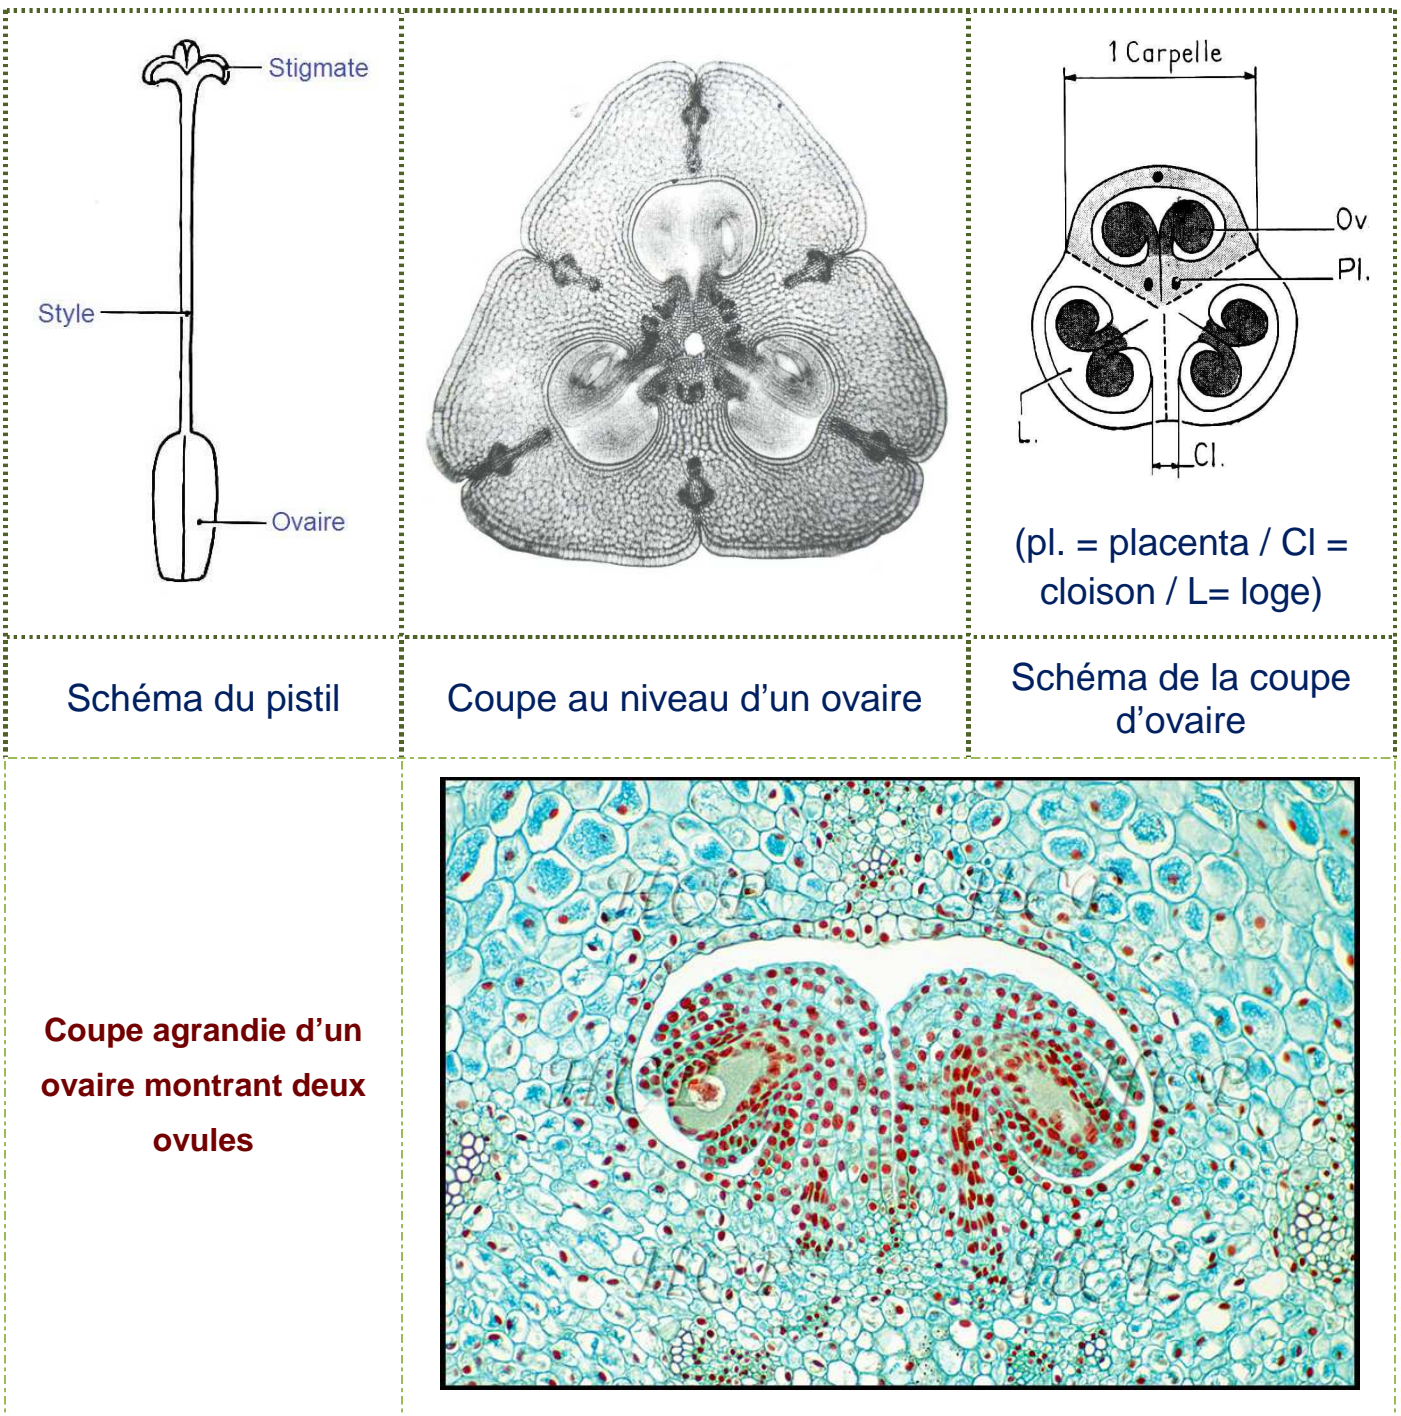 Stigmate
Style
Ovaire
1 Carpelle
Ov
Pl.
L.
Cl.
(pl. = placenta / Cl =
cloison / L= loge)
Schéma du pistil
Coupe au niveau d'un ovaire
Schéma de la coupe
d'ovaire
Coupe agrandie d'un
ovaire montrant deux
ovules